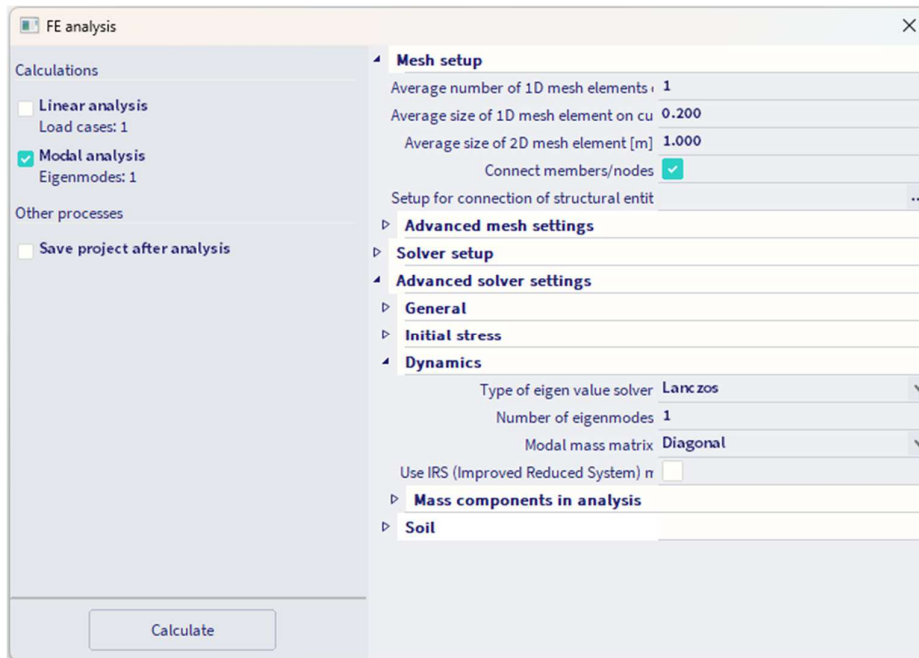 FE analysis
Calculations
Linear analysis
Load cases: 1
Modal analysis
Eigenmodes: 1
Other processes
Save project after analysis
Calculate
Mesh setup
Average number of 1D mesh elements 1
Average size of 1D mesh element on cu 0.200
Average size of 2D mesh element [m] 1.000
Connect members/nodes
Setup for connection of structural entit ...
Advanced mesh settings
Solver setup
Advanced solver settings
General
Initial stress
Dynamics
Type of eigen value solver Lanczos
Number of eigenmodes 1
Modal mass matrix Diagonal
Use IRS (Improved Reduced System) m
Mass components in analysis
Soil